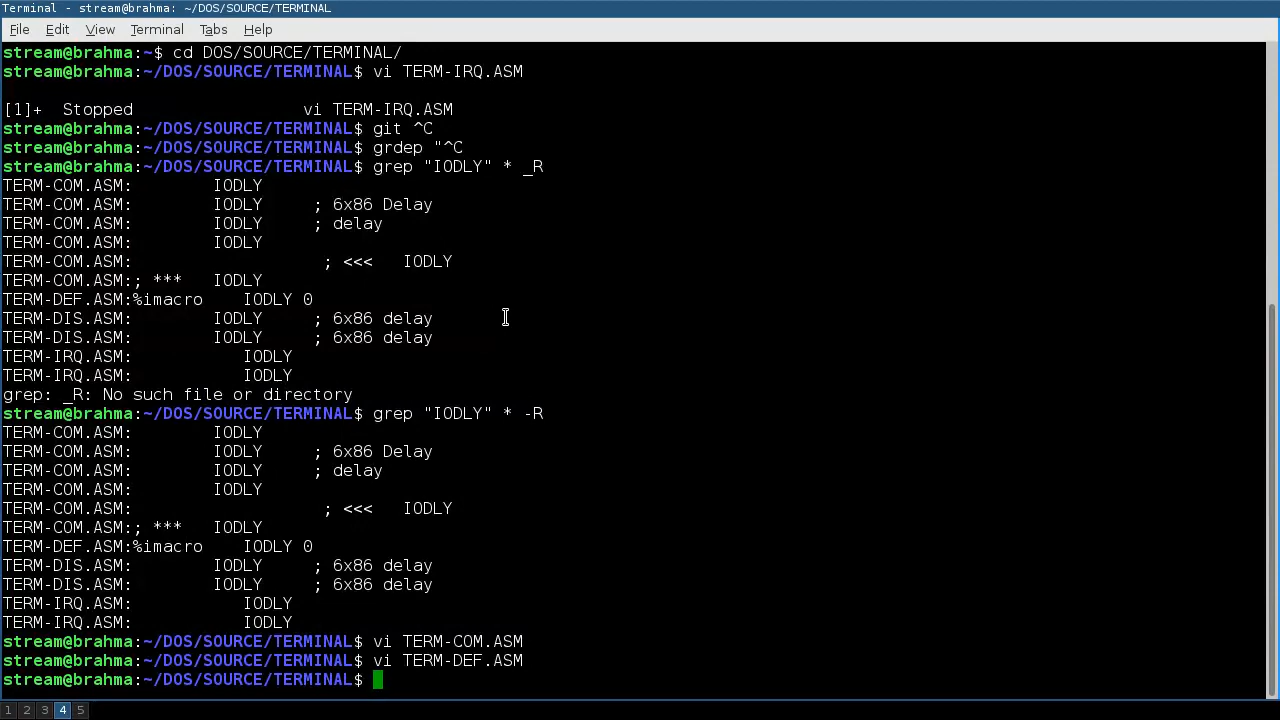 Terminal - stream@brahma: ~/DOS/SOURCE/TERMINAL
File Edit View Terminal Tabs Help
stream@brahma:~$ cd DOS/SOURCE/TERMINAL/
stream@brahma:~/DOS/SOURCE/TERMINAL$ vi TERM-IRQ.ASM
[1]+  Stopped                 vi TERM-IRQ.ASM
stream@brahma:~/DOS/SOURCE/TERMINAL$ git ^C
stream@brahma:~/DOS/SOURCE/TERMINAL$ grdep "^C
stream@brahma:~/DOS/SOURCE/TERMINAL$ grep "IODLY" * _R
TERM-COM.ASM:        IODLY
TERM-COM.ASM:        IODLY     ; 6x86 Delay
TERM-COM.ASM:        IODLY     ; delay
TERM-COM.ASM:        IODLY
TERM-COM.ASM:                   ; <<<   IODLY
TERM-COM.ASM:; ***   IODLY
TERM-DEF.ASM:%imacro    IODLY 0
TERM-DIS.ASM:        IODLY     ; 6x86 delay
TERM-DIS.ASM:        IODLY     ; 6x86 delay
TERM-IRQ.ASM:           IODLY
TERM-IRQ.ASM:           IODLY
grep: _R: No such file or directory
stream@brahma:~/DOS/SOURCE/TERMINAL$ grep "IODLY" * -R
TERM-COM.ASM:        IODLY
TERM-COM.ASM:        IODLY     ; 6x86 Delay
TERM-COM.ASM:        IODLY     ; delay
TERM-COM.ASM:        IODLY
TERM-COM.ASM:                   ; <<<   IODLY
TERM-COM.ASM:; ***   IODLY
TERM-DEF.ASM:%imacro    IODLY 0
TERM-DIS.ASM:        IODLY     ; 6x86 delay
TERM-DIS.ASM:        IODLY     ; 6x86 delay
TERM-IRQ.ASM:           IODLY
TERM-IRQ.ASM:           IODLY
stream@brahma:~/DOS/SOURCE/TERMINAL$ vi TERM-COM.ASM
stream@brahma:~/DOS/SOURCE/TERMINAL$ vi TERM-DEF.ASM
stream@brahma:~/DOS/SOURCE/TERMINAL$
1 2 3 4 5